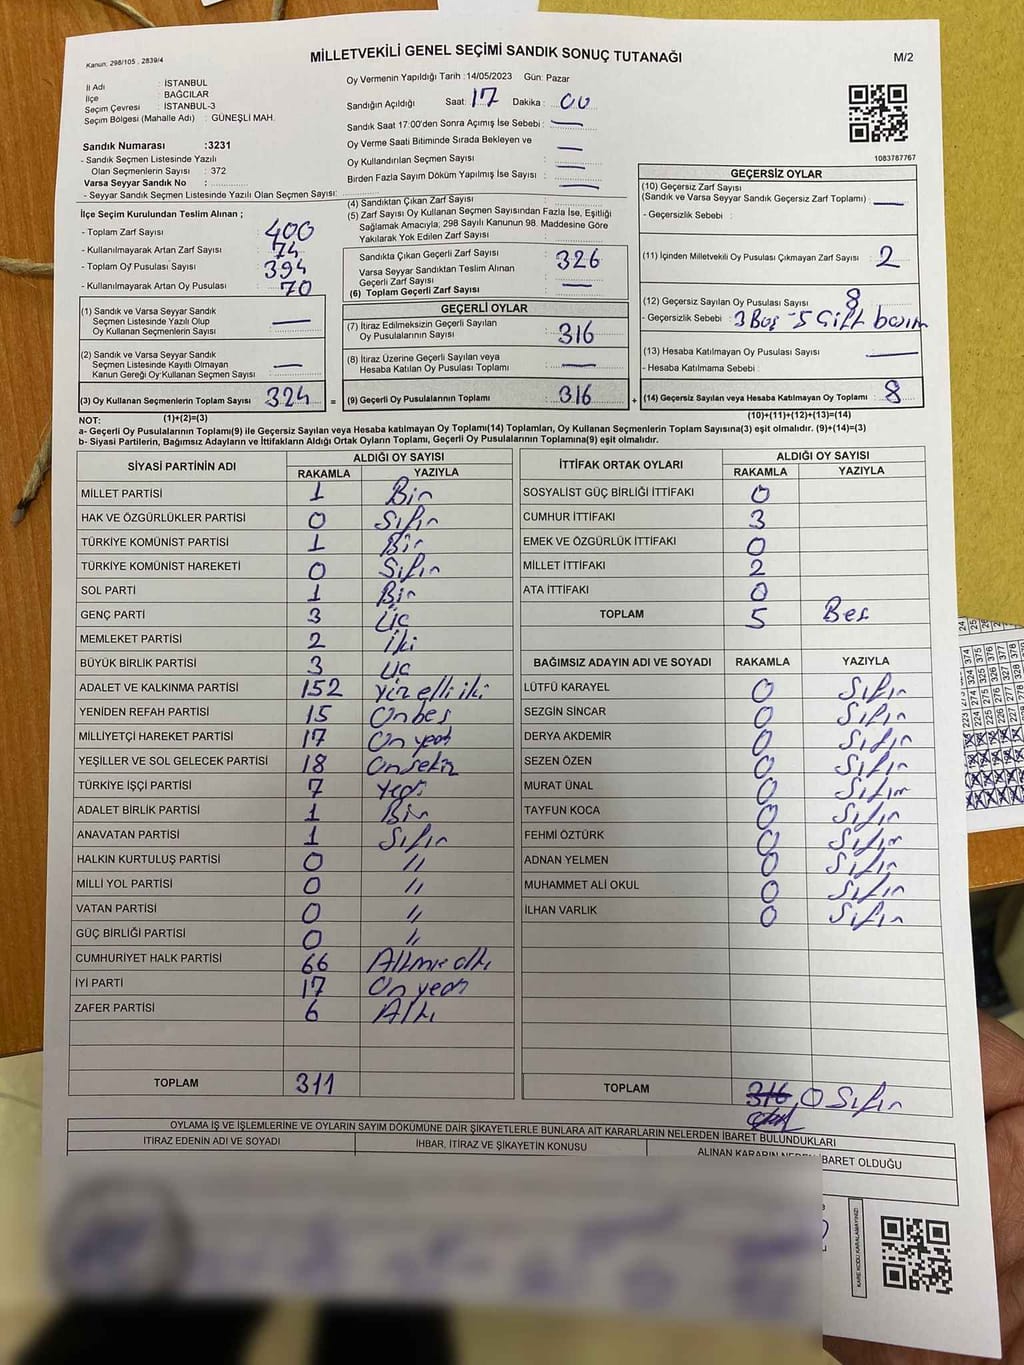 Kanun: 298/105 , 2839/4
MİLLETVEKİLİ GENEL SEÇİMİ SANDIK SONUÇ TUTANAĞI
M/2
İl Adı : İSTANBUL
İlçe : BAĞCILAR
Seçim Çevresi : İSTANBUL-3
Seçim Bölgesi (Mahalle Adı) : GÜNEŞLİ MAH.
Sandık Numarası :3231
- Sandık Seçmen Listesinde Yazılı
Olan Seçmenlerin Sayısı : 372
Varsa Seyyar Sandık No :
- Seyyar Sandık Seçmen Listesinde Yazılı Olan Seçmen Sayısı:
Oy Vermenin Yapıldığı Tarih :14/05/2023 Gün: Pazar
Sandığın Açıldığı Saat: 17 Dakika : 00
Sandık Saat 17:00'den Sonra Açımış İse Sebebi : —
Oy Verme Saati Bitiminde Sırada Bekleyen ve —
Oy Kullandırılan Seçmen Sayısı : —
Birden Fazla Sayım Döküm Yapılmış İse Sayısı : —
1083787767
İlçe Seçim Kurulundan Teslim Alınan ;
- Toplam Zarf Sayısı : 400
- Kullanılmayarak Artan Zarf Sayısı : 74
- Toplam Oy Pusulası Sayısı : 394
- Kullanılmayarak Artan Oy Pusulası : 70
(1) Sandık ve Varsa Seyyar Sandık
Seçmen Listesinde Yazılı Olup
Oy Kullanan Seçmenlerin Sayısı —
(2) Sandık ve Varsa Seyyar Sandık
Seçmen Listesinde Kayıtlı Olmayan
Kanun Gereği Oy Kullanan Seçmen Sayısı : —
(3) Oy Kullanan Seçmenlerin Toplam Sayısı 324 =
(4) Sandıktan Çıkan Zarf Sayısı :
(5) Zarf Sayısı Oy Kullanan Seçmen Sayısından Fazla İse, Eşitliği
Sağlamak Amacıyla, 298 Sayılı Kanunun 98. Maddesine Göre
Yakılarak Yok Edilen Zarf Sayısı :
Sandıkta Çıkan Geçerli Zarf Sayısı : 326
Varsa Seyyar Sandıktan Teslim Alınan
Geçerli Zarf Sayısı : —
(6) Toplam Geçerli Zarf Sayısı :
GEÇERLİ OYLAR
(7) İtiraz Edilmeksizin Geçerli Sayılan
Oy Pusulalarının Sayısı : 316
(8) İtiraz Üzerine Geçerli Sayılan veya
Hesaba Katılan Oy Pusulası Toplamı : —
(9) Geçerli Oy Pusulalarının Toplamı : 316 +
GEÇERSİZ OYLAR
(10) Geçersiz Zarf Sayısı
(Sandık ve Varsa Seyyar Sandık Geçersiz Zarf Toplamı) : —
- Geçersizlik Sebebi :
(11) İçinden Milletvekili Oy Pusulası Çıkmayan Zarf Sayısı : 2
(12) Geçersiz Sayılan Oy Pusulası Sayısı : 8
- Geçersizlik Sebebi : 3 Boş - 5 Çift basım
(13) Hesaba Katılmayan Oy Pusulası Sayısı : —
- Hesaba Katılmama Sebebi :
(14) Geçersiz Sayılan veya Hesaba Katılmayan Oy Toplamı : 8
NOT: (1)+(2)=(3) (10)+(11)+(12)+(13)=(14)
a- Geçerli Oy Pusulalarının Toplamı(9) ile Geçersiz Sayılan veya Hesaba Katılmayan Oy Pusulası Toplamı(14) Toplamları, Oy Kullanan Seçmenlerin Toplam Sayısına(3) eşit olmalıdır. (9)+(14)=(3)
b- Siyasi Partilerin, Bağımsız Adayların ve İttifakların Aldığı Ortak Oyların Toplamı, Geçerli Oy Pusulalarının Toplamına(9) eşit olmalıdır.
SİYASİ PARTİNİN ADI ALDIĞI OY SAYISI
RAKAMLA YAZIYLA
MİLLET PARTİSİ 1 Bir
HAK VE ÖZGÜRLÜKLER PARTİSİ 0 Sıfır
TÜRKİYE KOMÜNİST PARTİSİ 1 Bir
TÜRKİYE KOMÜNİST HAREKETİ 0 Sıfır
SOL PARTİ 1 Bir
GENÇ PARTİ 3 Üç
MEMLEKET PARTİSİ 2 İki
BÜYÜK BİRLİK PARTİSİ 3 Üç
ADALET VE KALKINMA PARTİSİ 152 Yüz elli iki
YENİDEN REFAH PARTİSİ 15 Onbeş
MİLLİYETÇİ HAREKET PARTİSİ 17 On yedi
YEŞİLLER VE SOL GELECEK PARTİSİ 18 Onsekiz
TÜRKİYE İŞÇİ PARTİSİ 7 Yedi
ADALET BİRLİK PARTİSİ 1 Bir
ANAVATAN PARTİSİ 1 Sıfır
HALKIN KURTULUŞ PARTİSİ 0 "
MİLLİ YOL PARTİSİ 0 "
VATAN PARTİSİ 0 "
GÜÇ BİRLİĞİ PARTİSİ 0 "
CUMHURİYET HALK PARTİSİ 66 Altmış altı
İYİ PARTİ 17 On yedi
ZAFER PARTİSİ 6 Altı
TOPLAM 311
İTTİFAK ORTAK OYLARI ALDIĞI OY SAYISI
RAKAMLA YAZIYLA
SOSYALİST GÜÇ BİRLİĞİ İTTİFAKI 0
CUMHUR İTTİFAKI 3
EMEK VE ÖZGÜRLÜK İTTİFAKI 0
MİLLET İTTİFAKI 2
ATA İTTİFAKI 0
TOPLAM 5 Beş
BAĞIMSIZ ADAYIN ADI VE SOYADI RAKAMLA YAZIYLA
LÜTFÜ KARAYEL 0 Sıfır
SEZGİN SİNCAR 0 Sıfır
DERYA AKDEMİR 0 Sıfır
SEZEN ÖZEN 0 Sıfır
MURAT ÜNAL 0 Sıfır
TAYFUN KOCA 0 Sıfır
FEHMİ ÖZTÜRK 0 Sıfır
ADNAN YELMEN 0 Sıfır
MUHAMMET ALİ OKUL 0 Sıfır
İLHAN VARLIK 0 Sıfır
TOPLAM 316 0 Sıfır
OYLAMA İŞ VE İŞLEMLERİNE VE OYLARIN SAYIM DÖKÜMÜNE DAİR ŞİKAYETLERLE BUNLARA AİT KARARLARIN NELERDEN İBARET BULUNDUKLARI
İTİRAZ EDENİN ADI VE SOYADI İHBAR, İTİRAZ VE ŞİKAYETİN KONUSU ALINAN KARARIN NEDEN İBARET OLDUĞU
KARE KODU KARALAMAYINIZ!